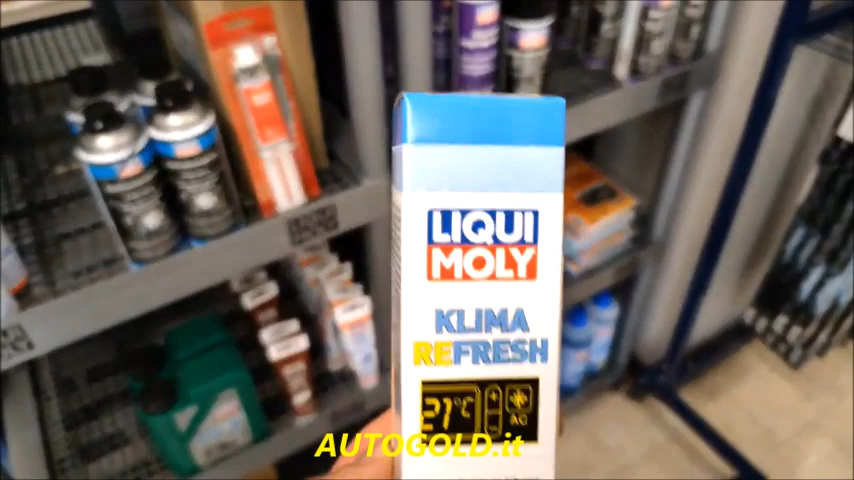 LIQUI
MOLY
KLIMA
REFRESH
21°C
+
-
AC
AUTOGOLD.it